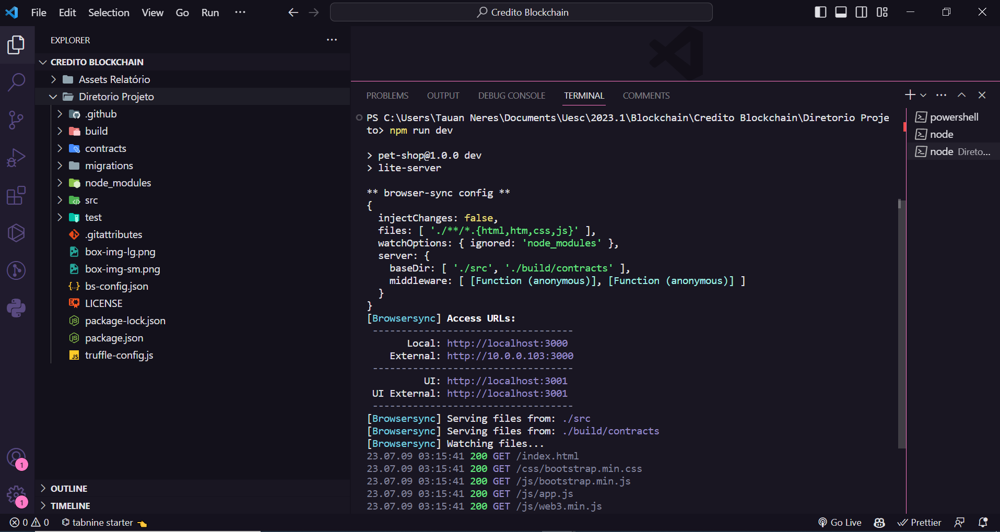 File Edit Selection View Go Run ···
Credito Blockchain
EXPLORER
CREDITO BLOCKCHAIN
Assets Relatório
Diretorio Projeto
.github
build
contracts
migrations
node_modules
src
test
.gitattributes
box-img-lg.png
box-img-sm.png
bs-config.json
LICENSE
package-lock.json
package.json
truffle-config.js
OUTLINE
TIMELINE
1
1
PROBLEMS OUTPUT DEBUG CONSOLE TERMINAL COMMENTS
PS C:\Users\Tauan Neres\Documents\Uesc\2023.1\Blockchain\Credito Blockchain\Diretorio Proje
to> npm run dev
> pet-shop@1.0.0 dev
> lite-server
** browser-sync config **
{
injectChanges: false,
files: [ './**/*.{html,htm,css,js}' ],
watchOptions: { ignored: 'node_modules' },
server: {
baseDir: [ './src', './build/contracts' ],
middleware: [ [Function (anonymous)], [Function (anonymous)] ]
}
}
[Browsersync] Access URLs:
-----------------------------------
Local: http://localhost:3000
External: http://10.0.0.103:3000
-----------------------------------
UI: http://localhost:3001
UI External: http://localhost:3001
-----------------------------------
[Browsersync] Serving files from: ./src
[Browsersync] Serving files from: ./build/contracts
[Browsersync] Watching files...
23.07.09 03:15:41 200 GET /index.html
23.07.09 03:15:41 200 GET /css/bootstrap.min.css
23.07.09 03:15:41 200 GET /js/bootstrap.min.js
23.07.09 03:15:41 200 GET /js/app.js
23.07.09 03:15:41 200 GET /js/web3.min.js
powershell
node
node Direto...
0 0 tabnine starter
Go Live Prettier